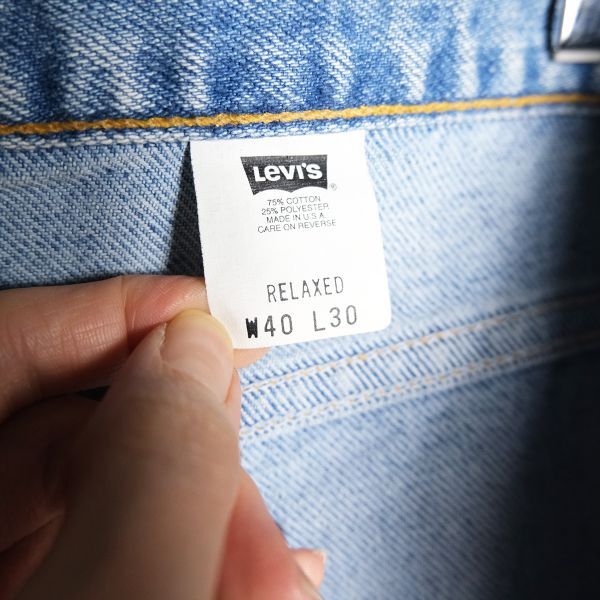 Levi's ®
75% COTTON
25% POLYESTER
MADE IN U.S.A.
CARE ON REVERSE
RELAXED
W40 L30